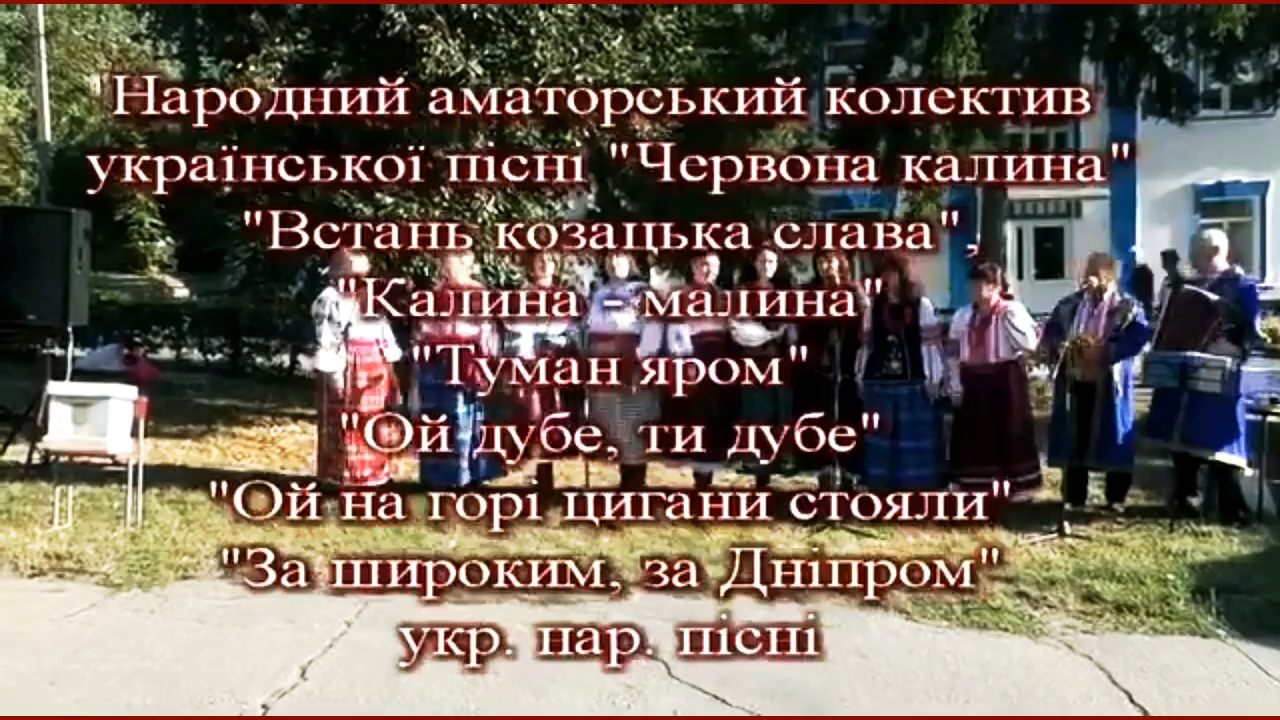 Народний аматорський колектив
української пісні "Червона калина"
"Встань козацька слава",
"Калина - малина"
"Туман яром"
"Ой дубе, ти дубе"
"Ой на горі цигани стояли"
"За широким, за Дніпром"
укр. нар. пісні